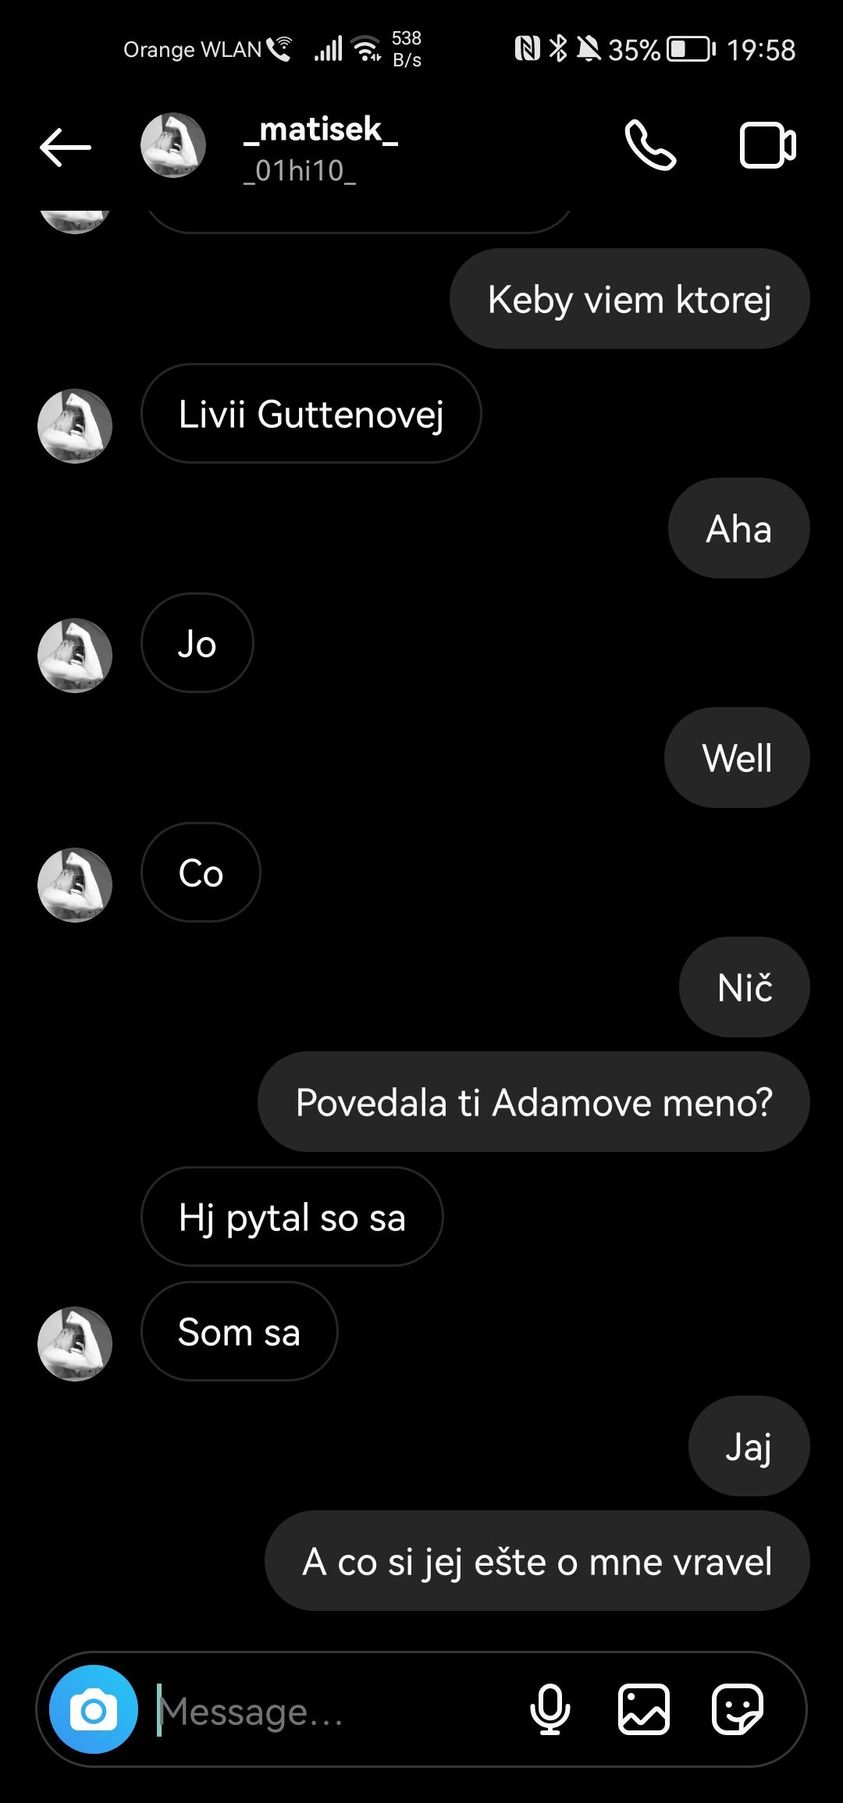 Orange WLAN 538 B/s 35% 19:58
_matisek_
_01hi10_
Keby viem ktorej
Livii Guttenovej
Aha
Jo
Well
Co
Nič
Povedala ti Adamove meno?
Hj pytal so sa
Som sa
Jaj
A co si jej ešte o mne vravel
Message...